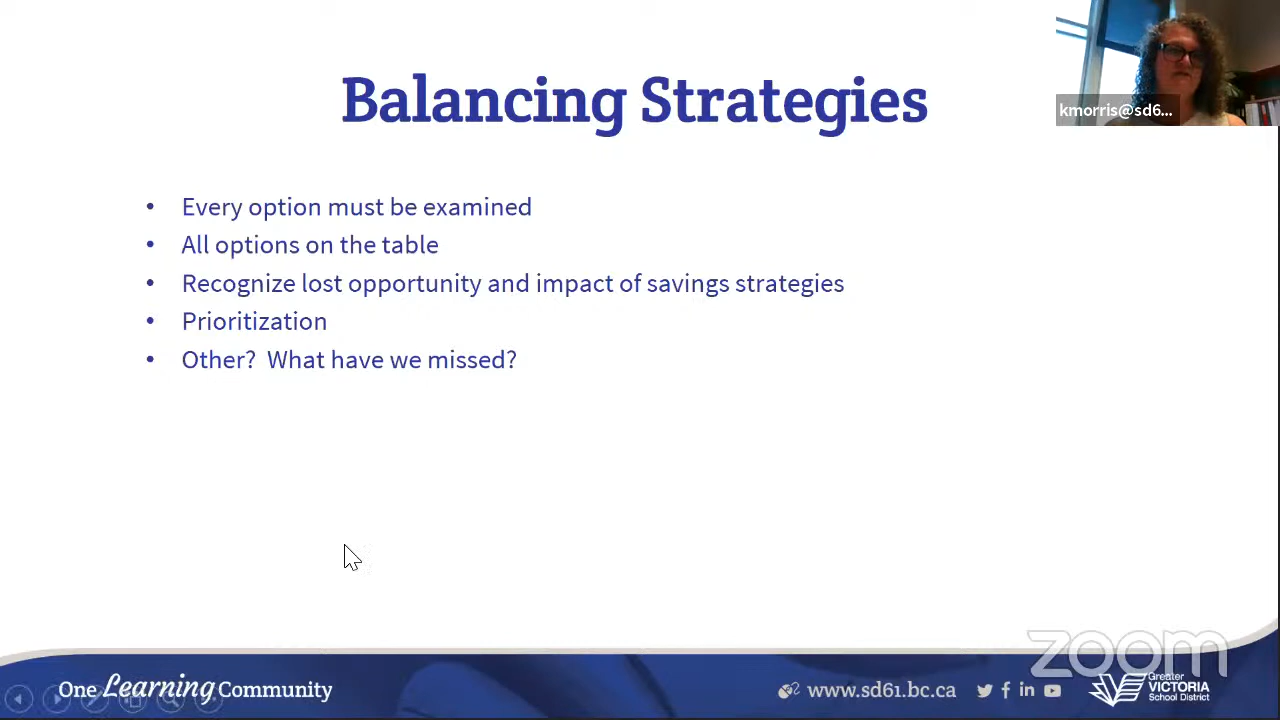 Balancing Strategies
kmorris@sd6...
• Every option must be examined
• All options on the table
• Recognize lost opportunity and impact of savings strategies
• Prioritization
• Other? What have we missed?
zoom
One Learning Community
www.sd61.bc.ca
Greater
VICTORIA
School District